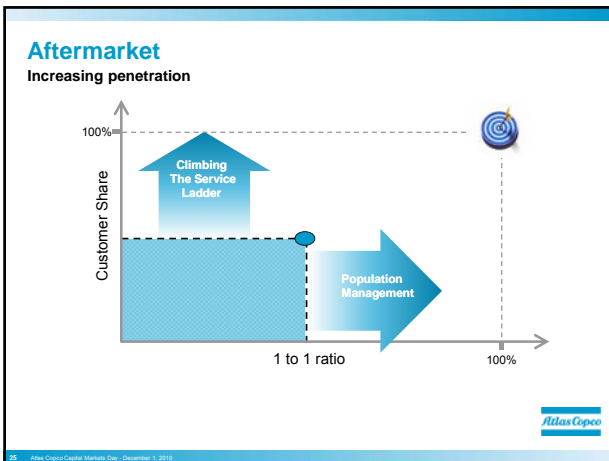 Aftermarket
Increasing penetration
100%
Climbing
The Service
Ladder
Customer Share
Population
Management
1 to 1 ratio
100%
Atlas Copco
25 Atlas Copco Capital Markets Day - December 1, 2010